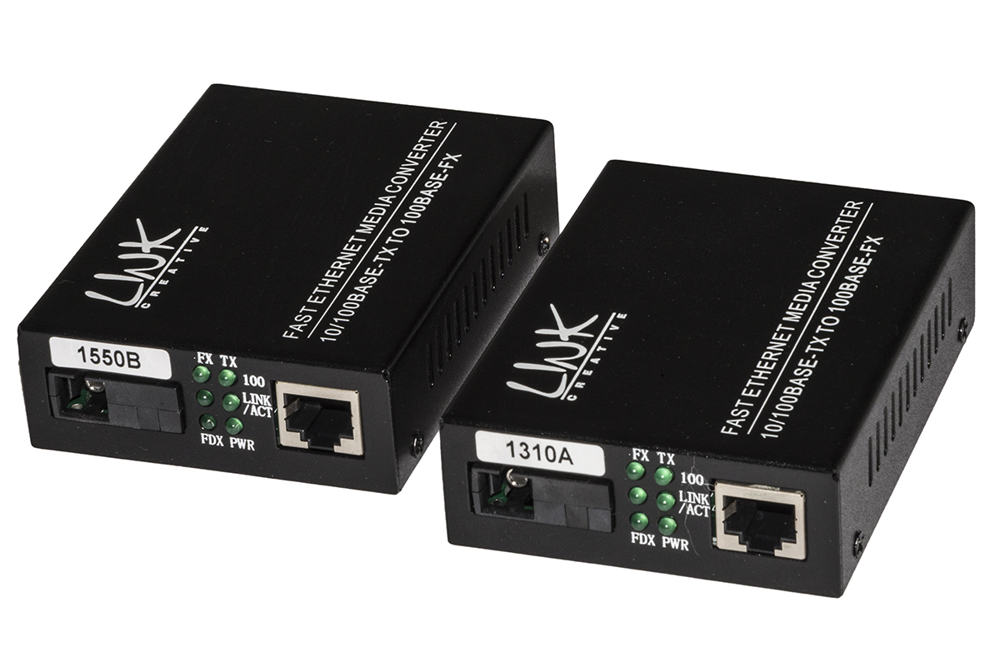 LINK
CREATIVE
FAST ETHERNET MEDIA CONVERTER
10/100BASE-TX TO 100BASE-FX
1550B
FX TX
100
LINK
/ACT
FDX PWR
LINK
CREATIVE
FAST ETHERNET MEDIA CONVERTER
10/100BASE-TX TO 100BASE-FX
1310A
FX TX
100
LINK
/ACT
FDX PWR